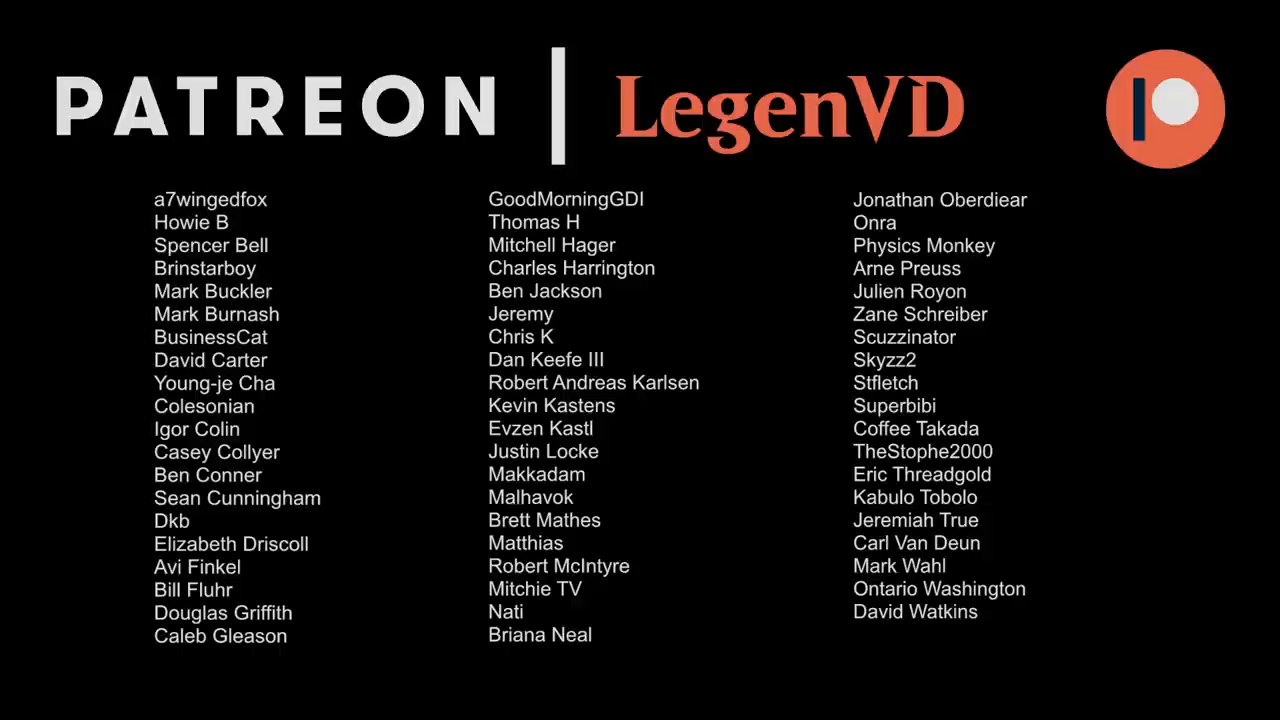 PATREON | LegenVD
a7wingedfox
Howie B
Spencer Bell
Brinstarboy
Mark Buckler
Mark Burnash
BusinessCat
David Carter
Young-je Cha
Colesonian
Igor Colin
Casey Collyer
Ben Conner
Sean Cunningham
Dkb
Elizabeth Driscoll
Avi Finkel
Bill Fluhr
Douglas Griffith
Caleb Gleason
GoodMorningGDI
Thomas H
Mitchell Hager
Charles Harrington
Ben Jackson
Jeremy
Chris K
Dan Keefe III
Robert Andreas Karlsen
Kevin Kastens
Evzen Kastl
Justin Locke
Makkadam
Malhavok
Brett Mathes
Matthias
Robert McIntyre
Mitchie TV
Nati
Briana Neal
Jonathan Oberdiear
Onra
Physics Monkey
Arne Preuss
Julien Royon
Zane Schreiber
Scuzzinator
Skyzz2
Stfletch
Superbibi
Coffee Takada
TheStophe2000
Eric Threadgold
Kabulo Tobolo
Jeremiah True
Carl Van Deun
Mark Wahl
Ontario Washington
David Watkins